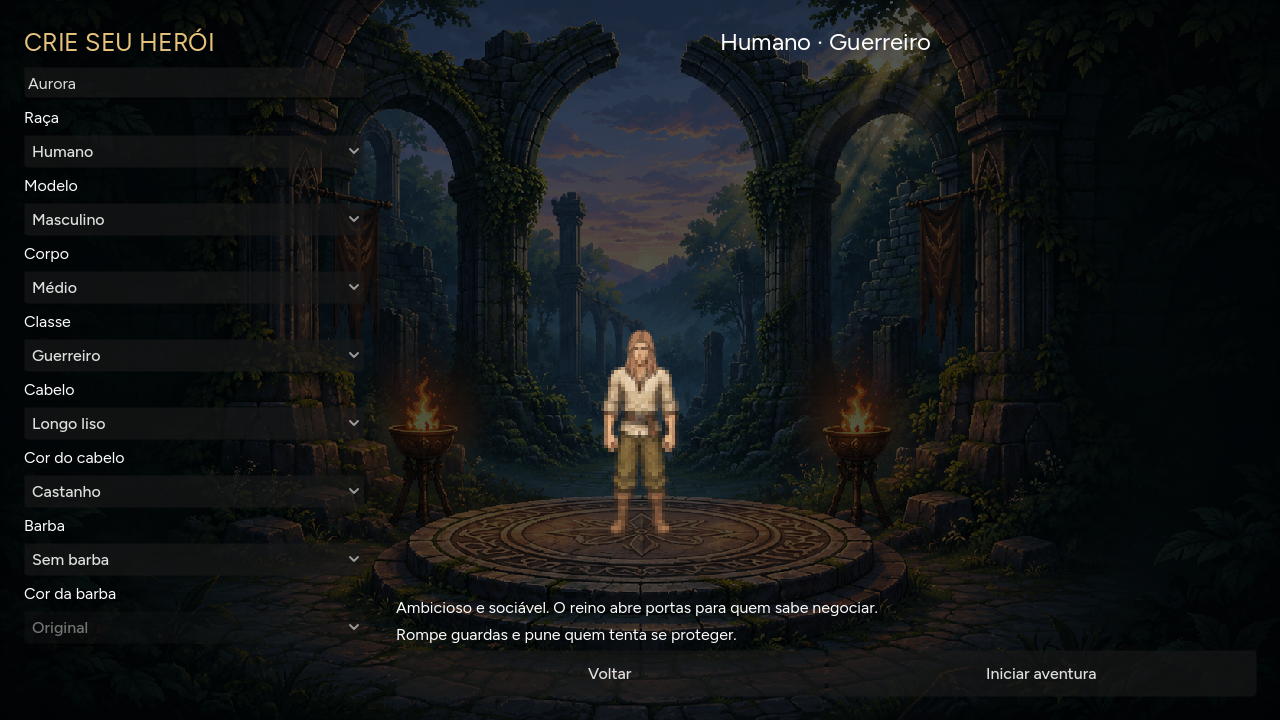 CRIE SEU HERÓI
Humano · Guerreiro
Aurora
Raça
Humano
Modelo
Masculino
Corpo
Médio
Classe
Guerreiro
Cabelo
Longo liso
Cor do cabelo
Castanho
Barba
Sem barba
Cor da barba
Original
Ambicioso e sociável. O reino abre portas para quem sabe negociar.
Rompe guardas e pune quem tenta se proteger.
Voltar
Iniciar aventura